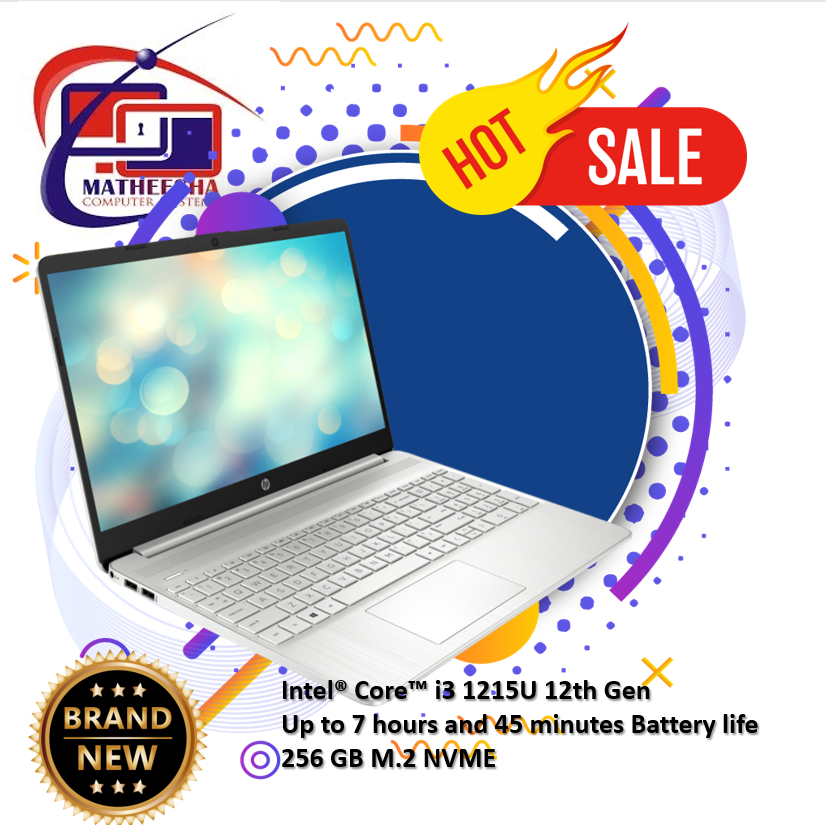 MATHEESHA
COMPUTER SYSTEM
HOT
SALE
hp
BRAND
NEW
Intel® Core™ i3 1215U 12th Gen
Up to 7 hours and 45 minutes Battery life
256 GB M.2 NVME